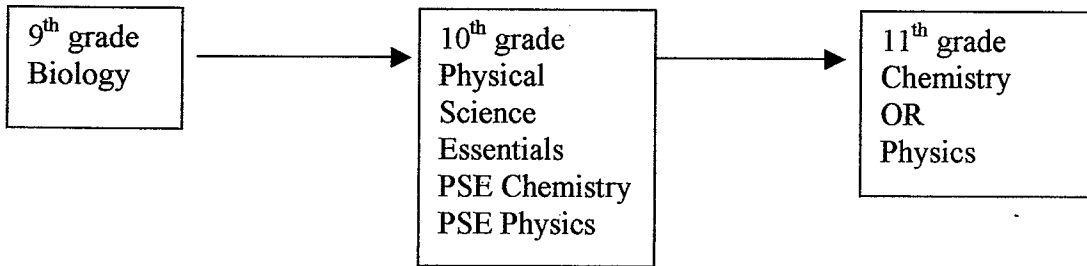 9th grade
Biology
10th grade
Physical
Science
Essentials
PSE Chemistry
PSE Physics
11th grade
Chemistry
OR
Physics